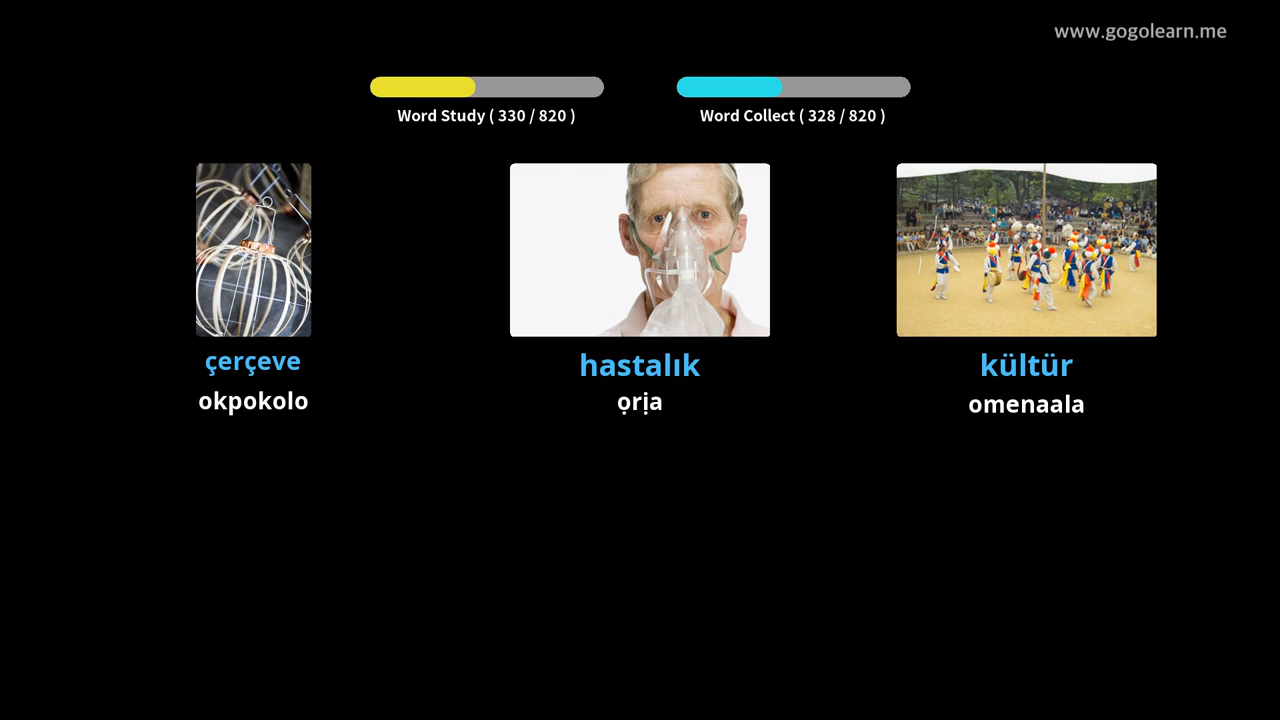 www.gogolearn.me
Word Study ( 330 / 820 )
Word Collect ( 328 / 820 )
çerçeve
okpokolo
hastalık
ọrịa
kültür
omenaala